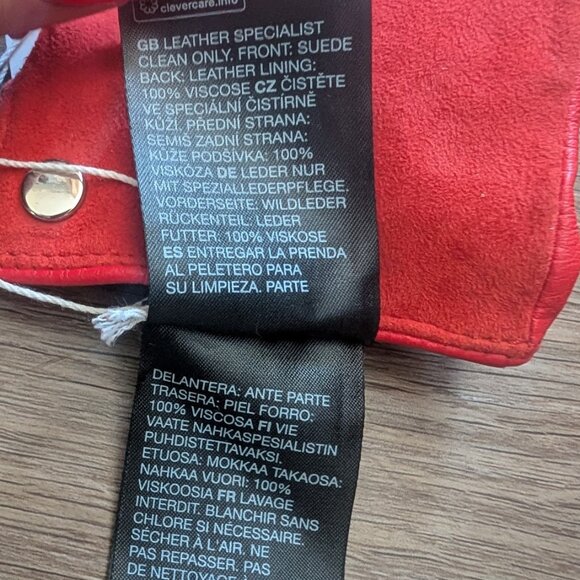 clevercare.info
GB LEATHER SPECIALIST
CLEAN ONLY. FRONT: SUEDE
BACK: LEATHER LINING:
100% VISCOSE CZ ČISTĚTE
VE SPECIÁLNÍ ČISTÍRNĚ
KŮŽÍ. PŘEDNÍ STRANA:
SEMIŠ ZADNÍ STRANA:
KŮŽE PODŠÍVKA: 100%
VISKÓZA DE LEDER NUR
MIT SPEZIALLEDERPFLEGE.
VORDERSEITE: WILDLEDER
RÜCKENTEIL: LEDER
FUTTER: 100% VISKOSE
ES ENTREGAR LA PRENDA
AL PELETERO PARA
SU LIMPIEZA. PARTE
DELANTERA: ANTE PARTE
TRASERA: PIEL FORRO:
100% VISCOSA FI VIE
VAATE NAHKASPESIALISTIN
PUHDISTETTAVAKSI.
ETUOSA: MOKKAA TAKAOSA:
NAHKAA VUORI: 100%
VISKOOSIA FR LAVAGE
INTERDIT. BLANCHIR SANS
CHLORE SI NÉCESSAIRE.
SÉCHER À L'AIR. NE
PAS REPASSER. PAS
DE NETTOYAGE À